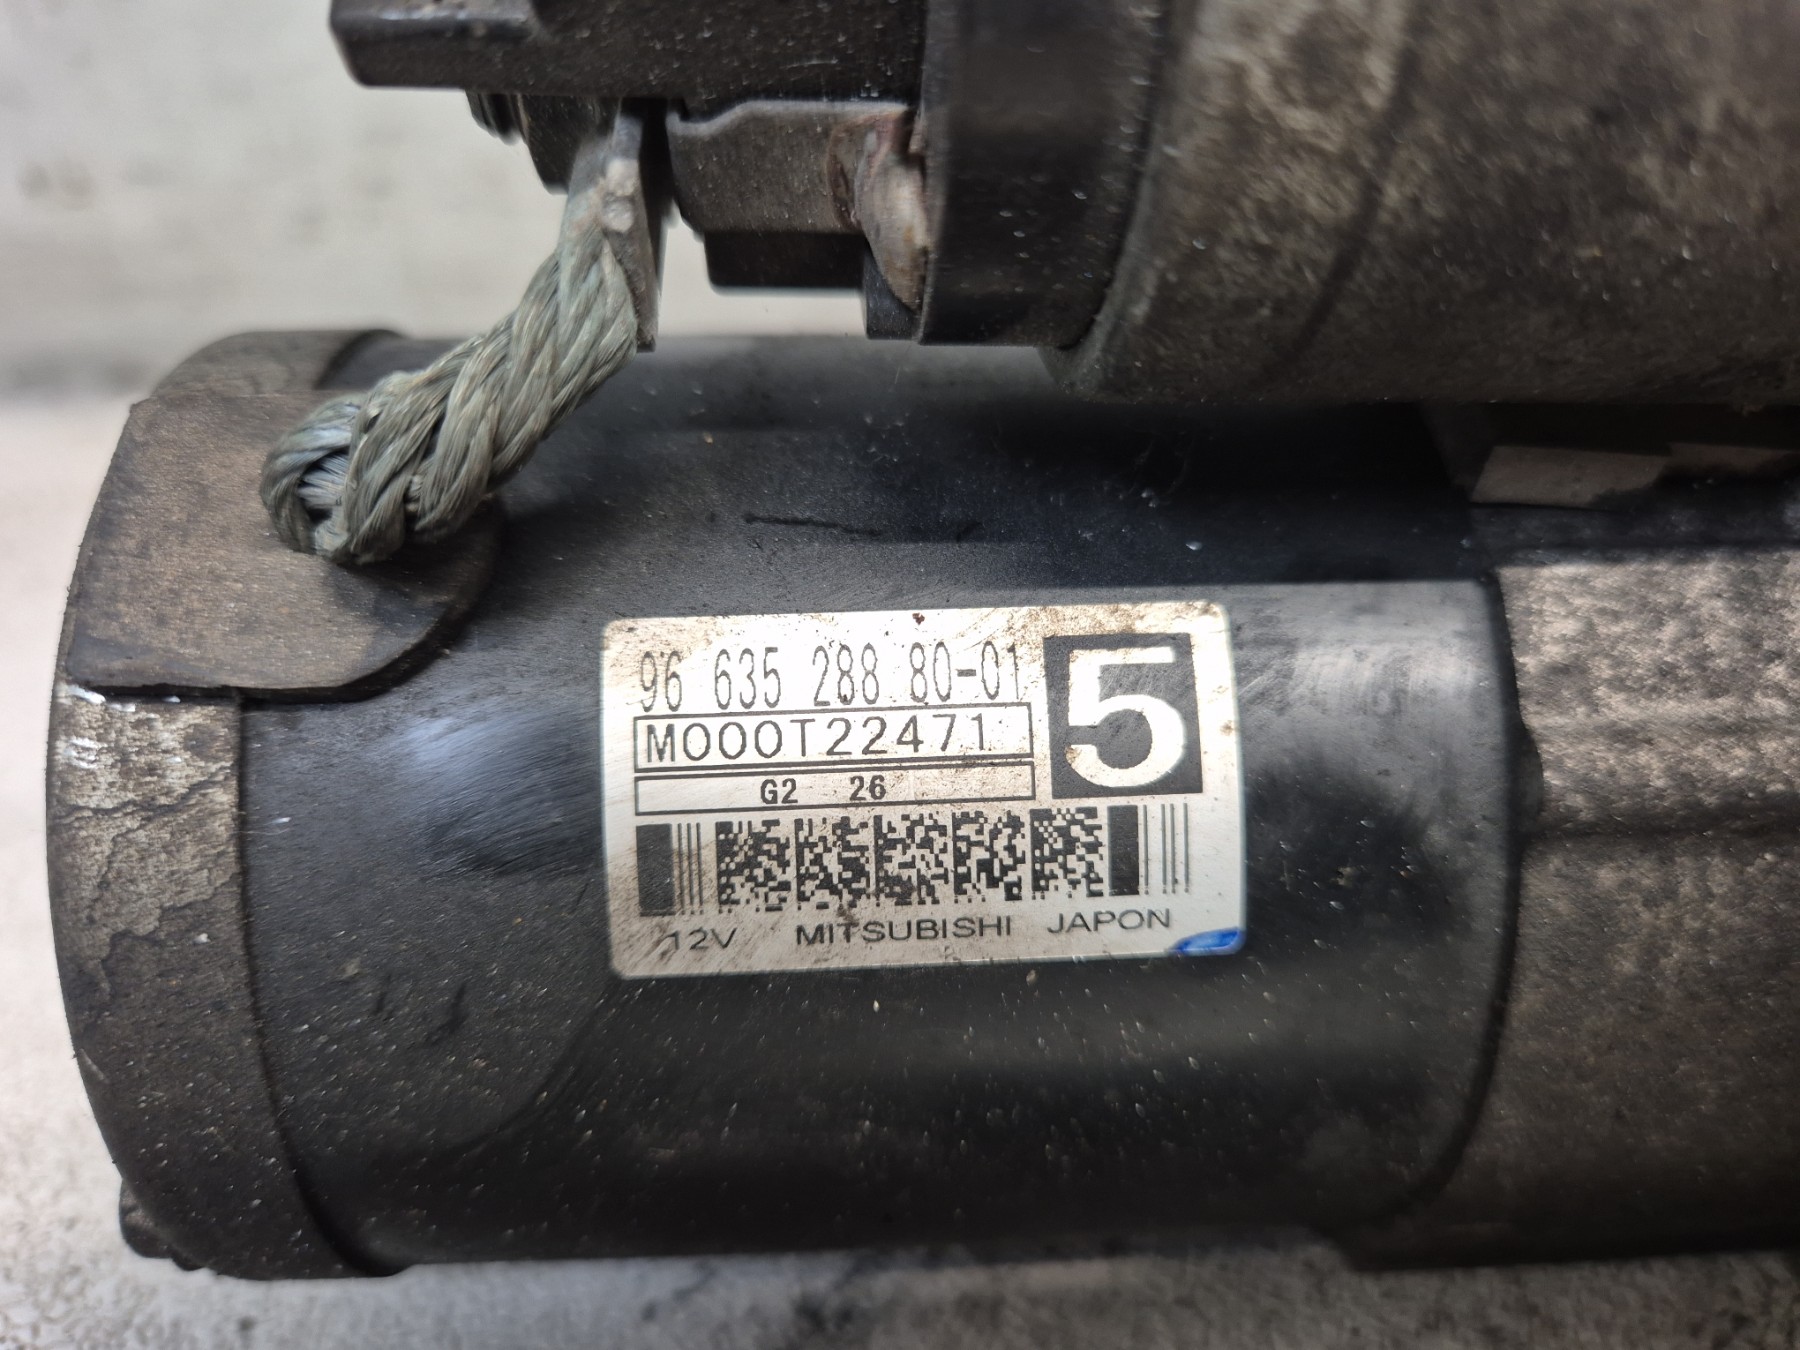 96 635 288 80-01
5
M000T22471
G2 26
12V MITSUBISHI JAPON